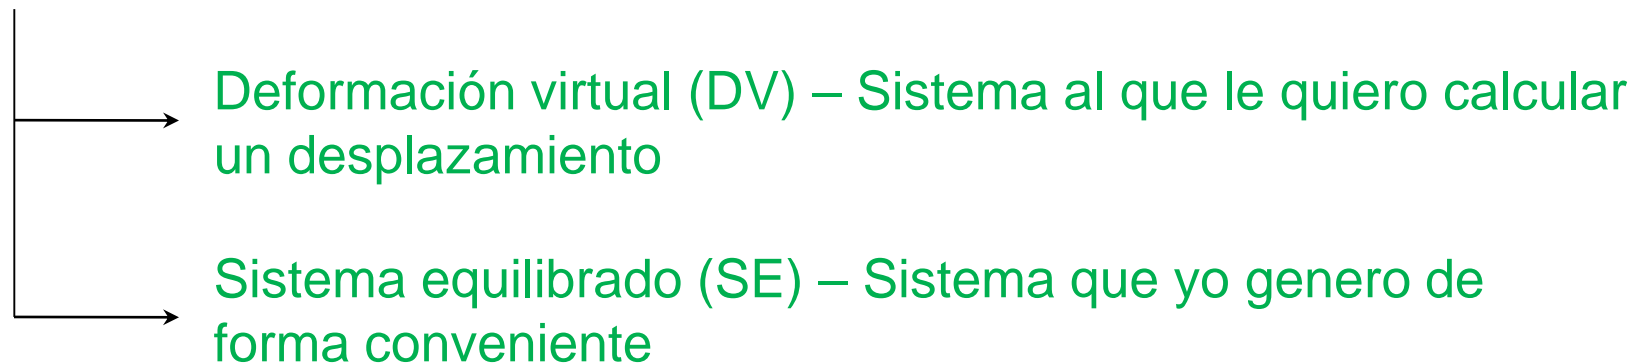 Deformación virtual (DV) – Sistema al que le quiero calcular
un desplazamiento
Sistema equilibrado (SE) – Sistema que yo genero de
forma conveniente